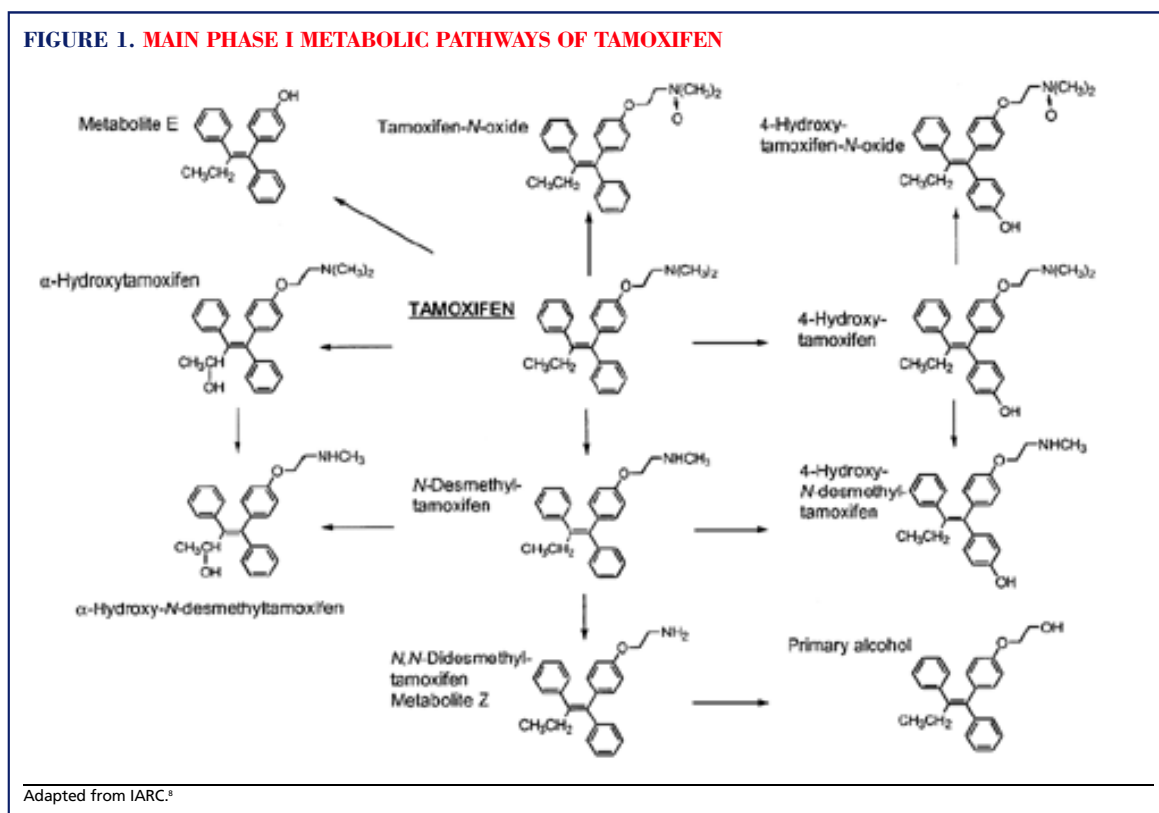 FIGURE 1. MAIN PHASE I METABOLIC PATHWAYS OF TAMOXIFEN
Metabolite E
OH
CH₃CH₂
Tamoxifen-N-oxide
O
N(CH₃)₂
O
CH₃CH₂
4-Hydroxy-
tamoxifen-N-oxide
O
N(CH₃)₂
O
CH₃CH₂
OH
α-Hydroxytamoxifen
O
N(CH₃)₂
CH₃CH
OH
TAMOXIFEN
O
N(CH₃)₂
CH₃CH₂
4-Hydroxy-
tamoxifen
O
N(CH₃)₂
CH₃CH₂
OH
O
NHCH₃
CH₃CH
OH
α-Hydroxy-N-desmethyltamoxifen
N-Desmethyl-
tamoxifen
O
NHCH₃
CH₃CH₂
4-Hydroxy-
N-desmethyl-
tamoxifen
O
NHCH₃
CH₃CH₂
OH
N,N-Didesmethyl-
tamoxifen
Metabolite Z
O
NH₂
CH₃CH₂
Primary alcohol
O
OH
CH₃CH₂
Adapted from IARC.⁸